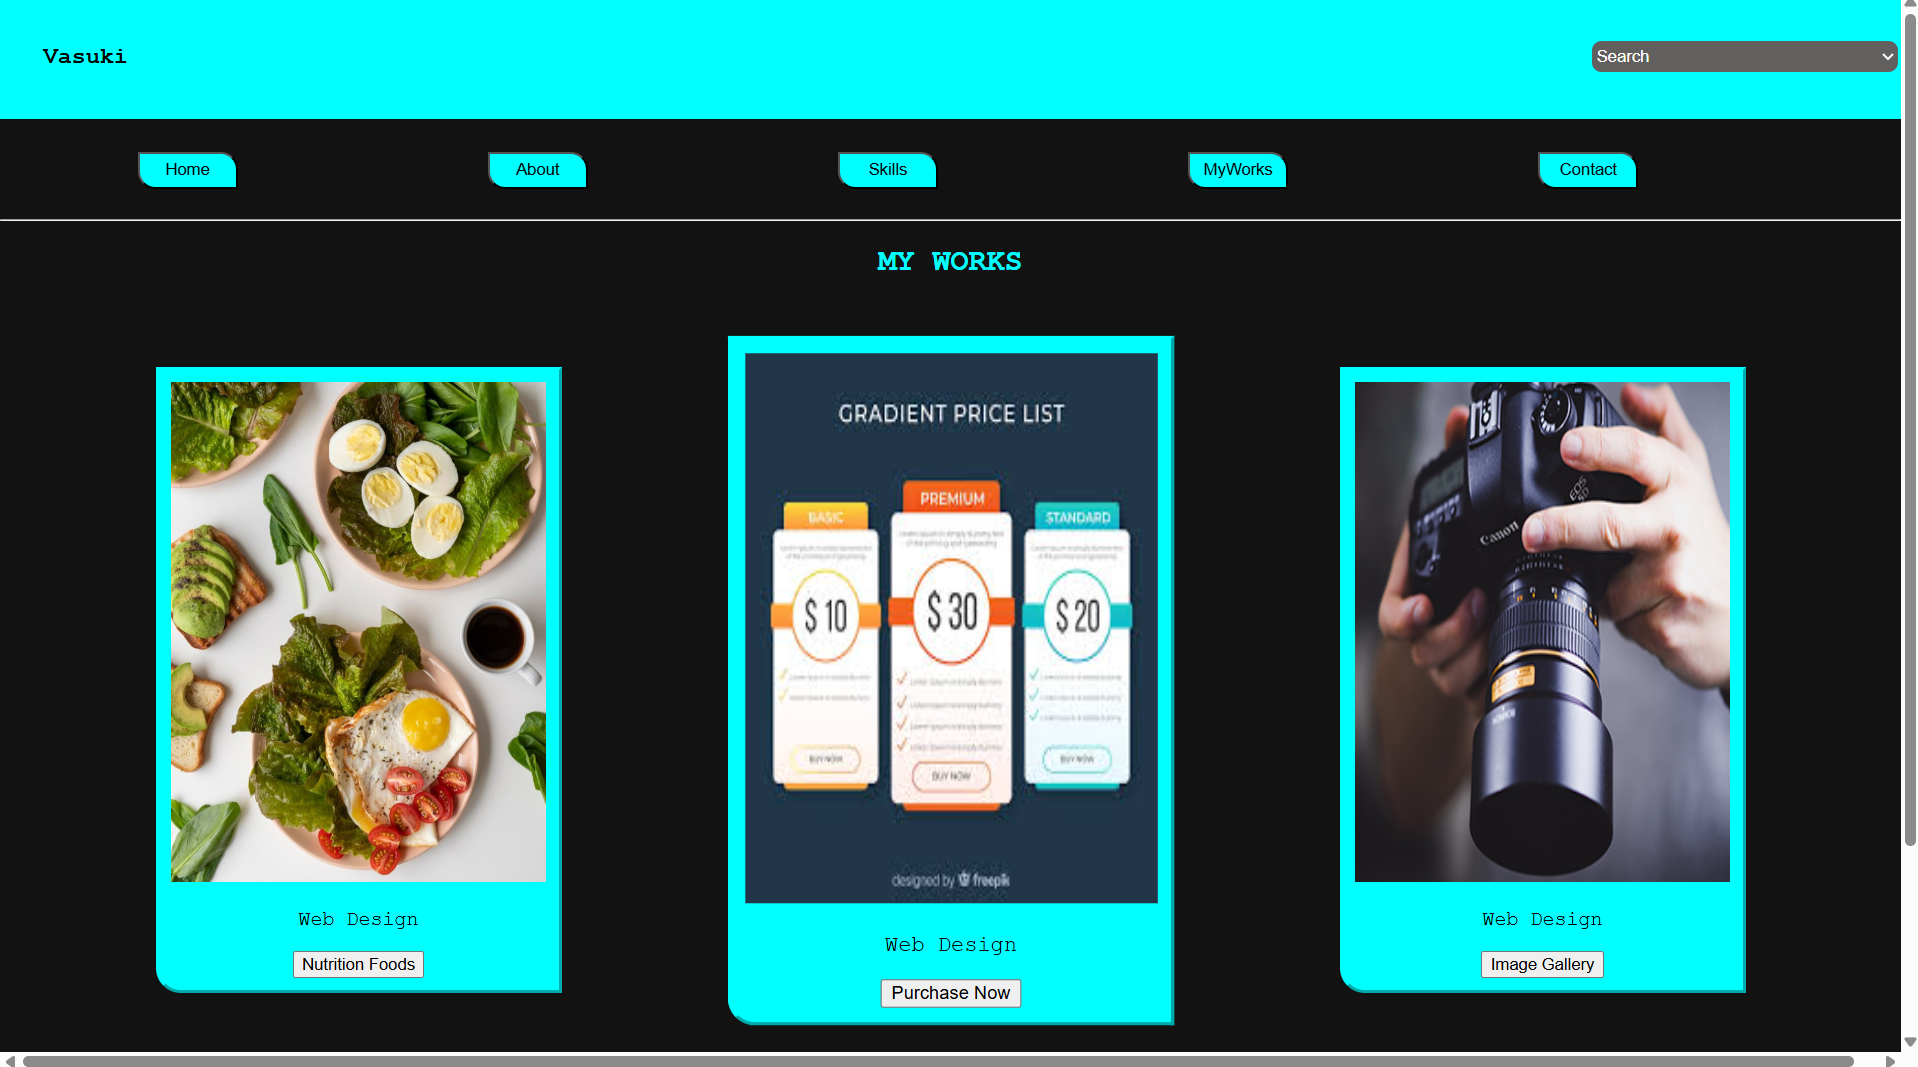 Vasuki
Search
Home
About
Skills
MyWorks
Contact
MY WORKS
GRADIENT PRICE LIST
BASIC
PREMIUM
STANDARD
$ 10
$ 30
$ 20
BUY NOW
BUY NOW
BUY NOW
designed by freepik
EOS
5D
Canon
Web Design
Nutrition Foods
Web Design
Purchase Now
Web Design
Image Gallery